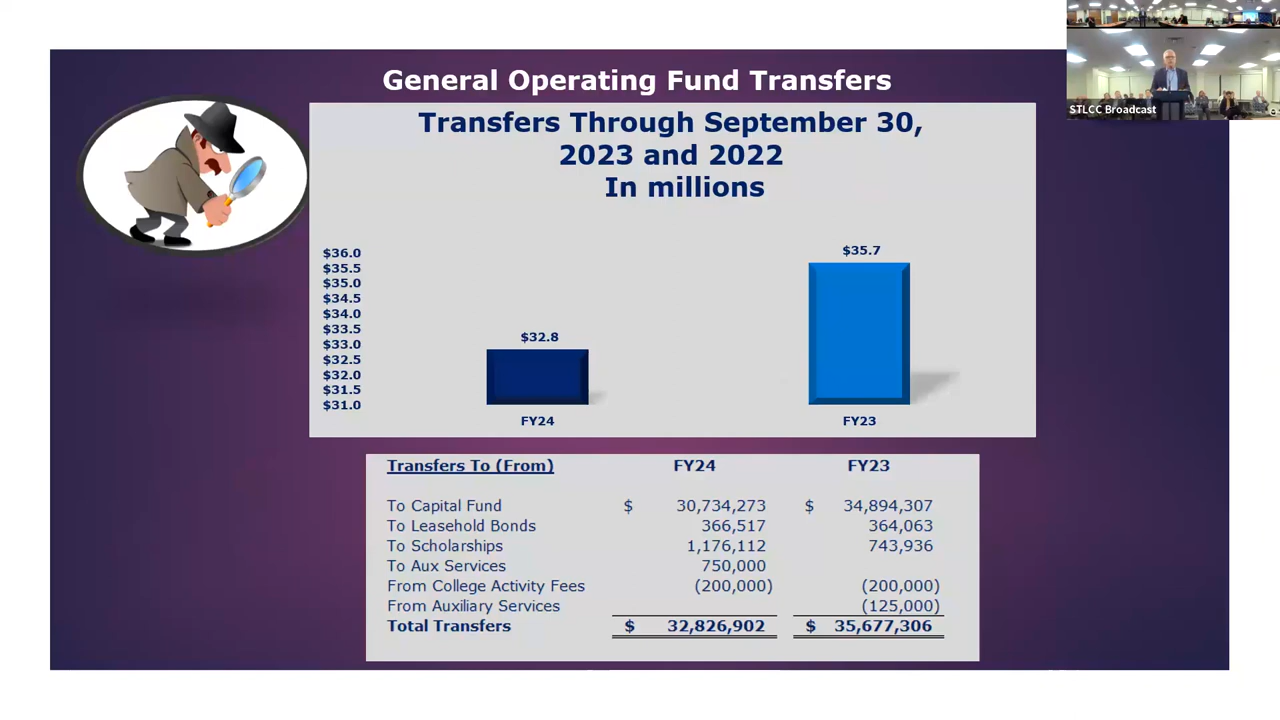 General Operating Fund Transfers
STLCC Broadcast
Transfers Through September 30,
2023 and 2022
In millions
$36.0
$35.5
$35.0
$34.5
$34.0
$33.5
$33.0
$32.5
$32.0
$31.5
$31.0
$32.8
$35.7
FY24 FY23
Transfers To (From) FY24 FY23
To Capital Fund $ 30,734,273 $ 34,894,307
To Leasehold Bonds 366,517 364,063
To Scholarships 1,176,112 743,936
To Aux Services 750,000
From College Activity Fees (200,000) (200,000)
From Auxiliary Services (125,000)
Total Transfers $ 32,826,902 $ 35,677,306